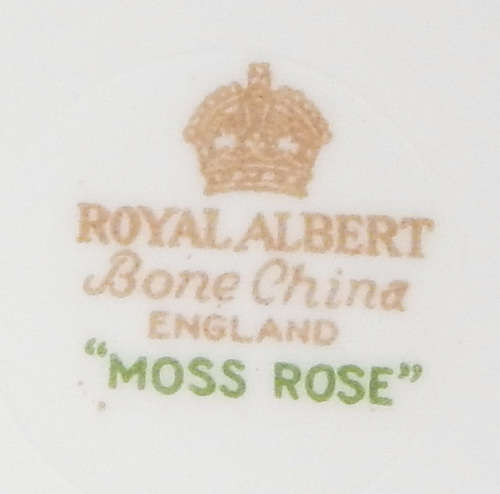 ROYAL ALBERT
Bone China
ENGLAND
“MOSS ROSE”